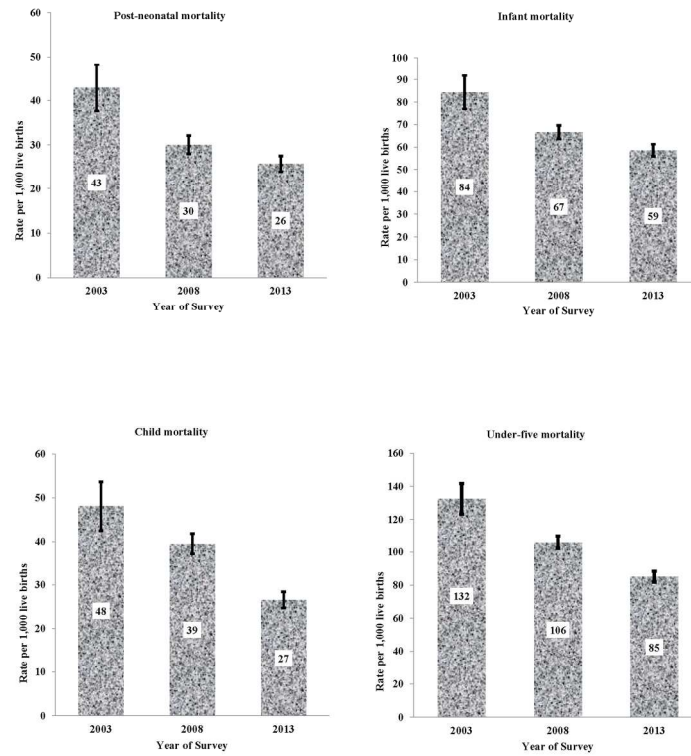 Post-neonatal mortality
Rate per 1,000 live births
60
50
40
30
20
10
0
43
30
26
2003 2008 2013
Year of Survey
Infant mortality
Rate per 1,000 live births
100
90
80
70
60
50
40
30
20
10
0
84
67
59
2003 2008 2013
Year of Survey
Child mortality
Rate per 1,000 live births
60
50
40
30
20
10
0
48
39
27
2003 2008 2013
Year of Survey
Under-five mortality
Rate per 1,000 live births
160
140
120
100
80
60
40
20
0
132
106
85
2003 2008 2013
Year of Survey